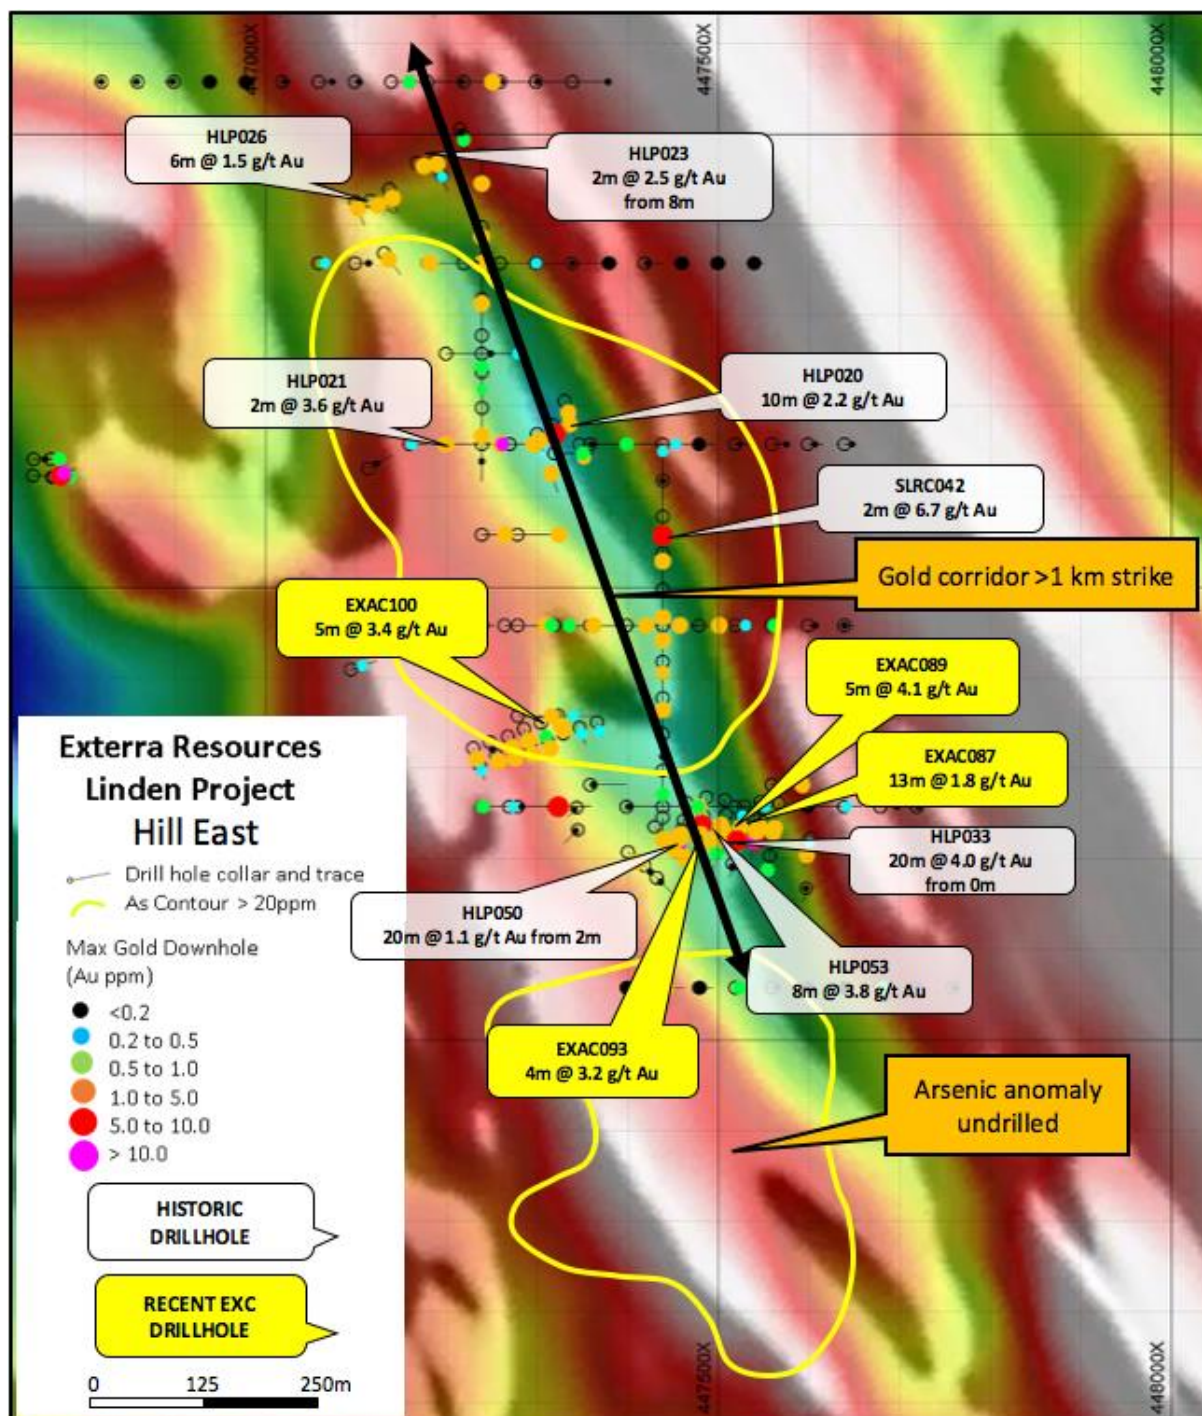 447000X
447500X
448000X
HLP026
6m @ 1.5 g/t Au
HLP023
2m @ 2.5 g/t Au
from 8m
HLP021
2m @ 3.6 g/t Au
HLP020
10m @ 2.2 g/t Au
SLRC042
2m @ 6.7 g/t Au
Gold corridor >1 km strike
EXAC100
5m @ 3.4 g/t Au
EXAC089
5m @ 4.1 g/t Au
EXAC087
13m @ 1.8 g/t Au
HLP033
20m @ 4.0 g/t Au
from 0m
HLP050
20m @ 1.1 g/t Au from 2m
HLP053
8m @ 3.8 g/t Au
EXAC093
4m @ 3.2 g/t Au
Arsenic anomaly
undrilled
Exterra Resources
Linden Project
Hill East
Drill hole collar and trace
As Contour > 20ppm
Max Gold Downhole
(Au ppm)
<0.2
0.2 to 0.5
0.5 to 1.0
1.0 to 5.0
5.0 to 10.0
> 10.0
HISTORIC
DRILLHOLE
RECENT EXC
DRILLHOLE
0 125 250m
447500X
448000X